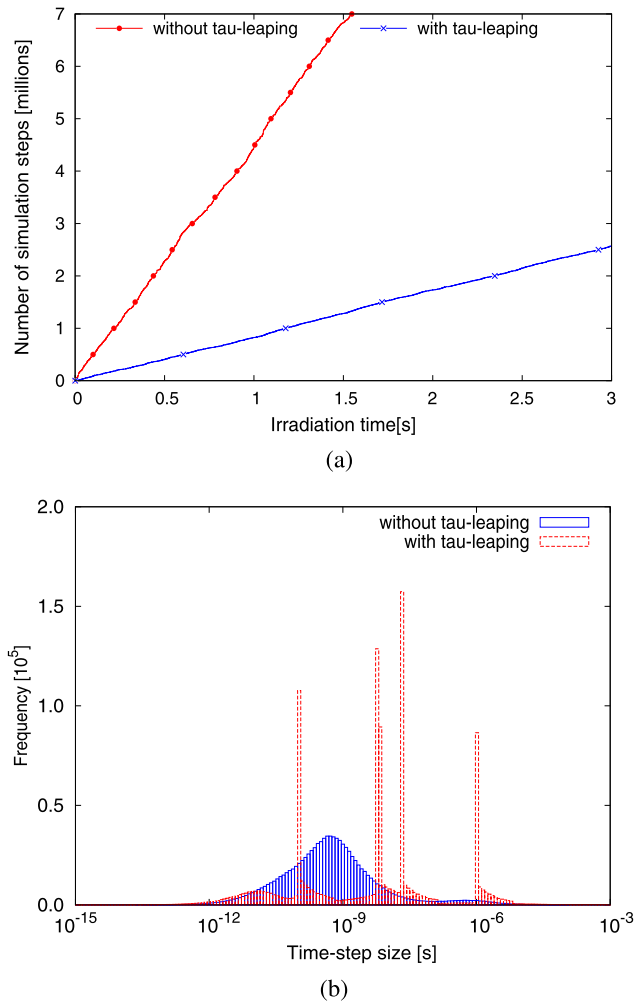 7
6
5
4
3
2
1
0
Number of simulation steps [millions]
without tau-leaping
with tau-leaping
0 0.5 1 1.5 2 2.5 3
Irradiation time[s]
(a)
2.0
1.5
1.0
0.5
0.0
Frequency [10⁵]
without tau-leaping
with tau-leaping
10⁻¹⁵ 10⁻¹² 10⁻⁹ 10⁻⁶ 10⁻³
Time-step size [s]
(b)